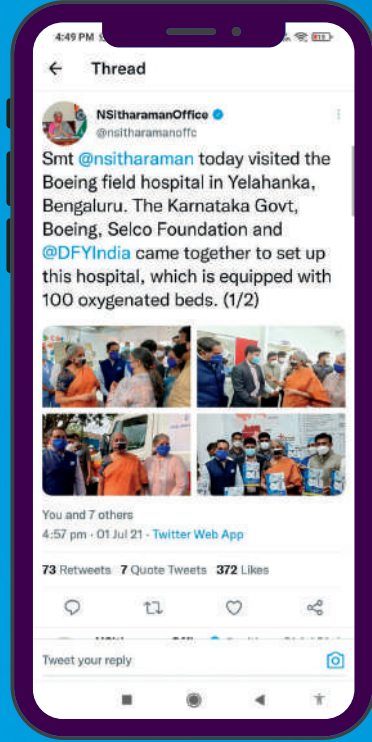 4:49 PM
Thread
NSitharamanOffice
@nsitharamanoffc
Smt @nsitharaman today visited the
Boeing field hospital in Yelahanka,
Bengaluru. The Karnataka Govt,
Boeing, Selco Foundation and
@DFYIndia came together to set up
this hospital, which is equipped with
100 oxygenated beds. (1/2)
You and 7 others
4:57 pm · 01 Jul 21 · Twitter Web App
73 Retweets 7 Quote Tweets 372 Likes
Tweet your reply